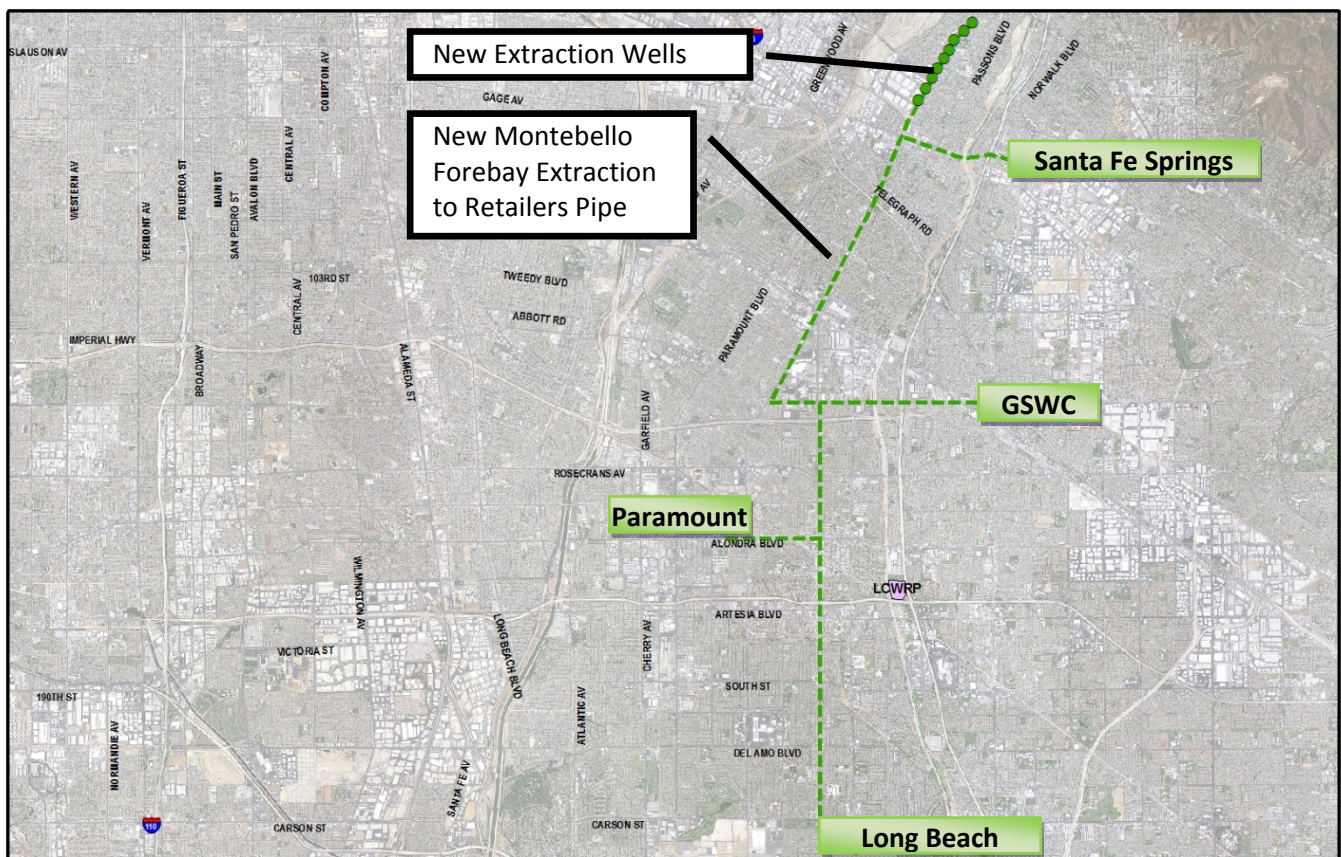 SLAUSON AV
COMPTON AV
New Extraction Wells
5
GREENWOOD AV
PASSONS BLVD
NORWALK BLVD
GAGE AV
New Montebello
Forebay Extraction
to Retailers Pipe
Santa Fe Springs
WESTERN AV
VERMONT AV
FIGUEROA ST
MAIN ST
SAN PEDRO ST
AVALON BLVD
CENTRAL AV
AV
TELEGRAPH RD
103RD ST
CENTRAL AV
TWEEDY BLVD
ABBOTT RD
PARAMOUNT BLVD
IMPERIAL HWY
BROADWAY
ALAMEDA ST
GARFIELD AV
GSWC
ROSECRANS AV
Paramount
ALONDRA BLVD
WILMINGTON AV
LCWRP
ARTESIA BLVD
LONG BEACH BLVD
CHERRY AV
VICTORIA ST
190TH ST
SOUTH ST
NORMANDIE AV
ATLANTIC AV
DEL AMO BLVD
SANTA FE AV
110
CARSON ST
CARSON ST
Long Beach